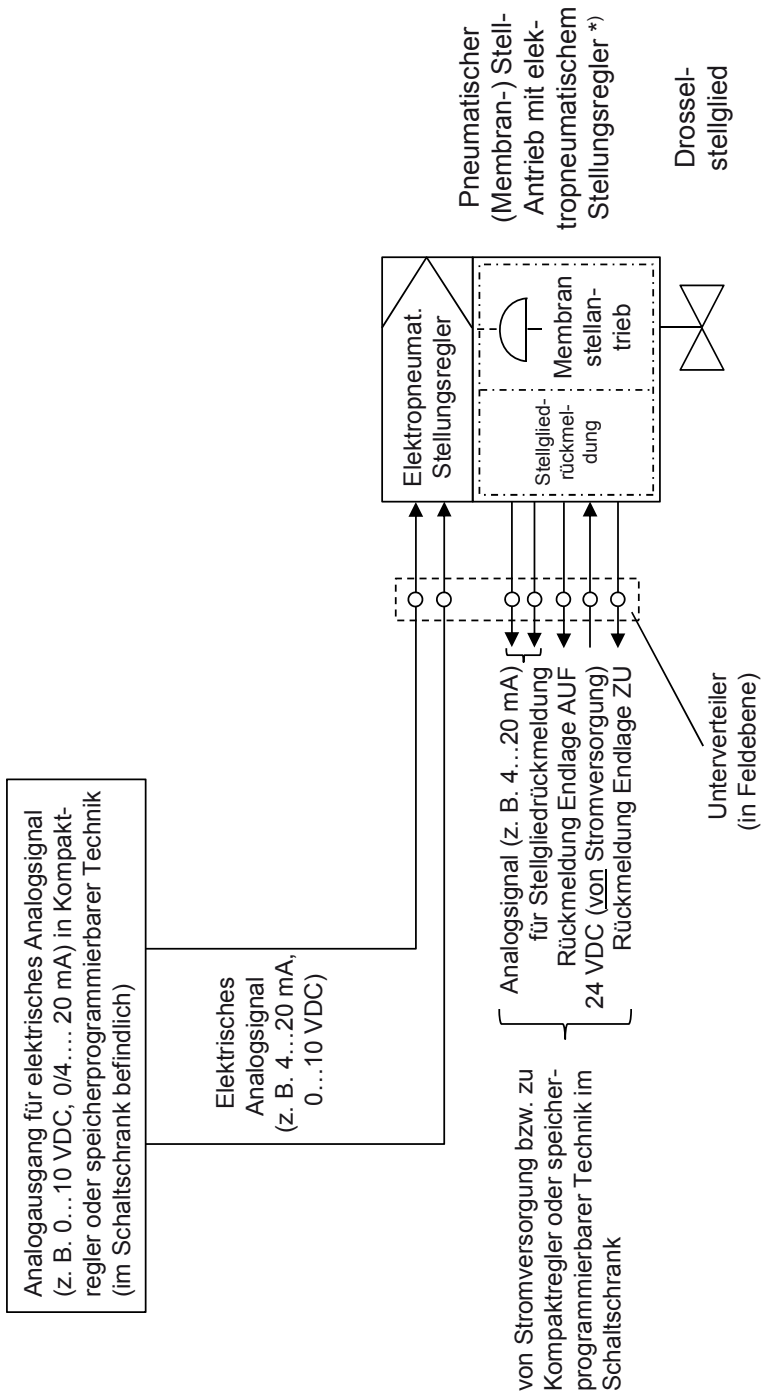 Analogausgang für elektrisches Analogsignal
(z. B. 0…10 VDC, 0/4…. 20 mA) in Kompakt-
regler oder speicherprogrammierbarer Technik
(im Schaltschrank befindlich)
Elektrisches
Analogsignal
(z. B. 4…20 mA,
0…10 VDC)
Elektropneumat.
Stellungsregler
Pneumatischer
(Membran-) Stell-
Antrieb mit elek-
tropneumatischem
Stellungsregler *)
Stellglied-
rückmel-
dung
Membran
stellan-
trieb
Drossel-
stellglied
von Stromversorgung bzw. zu
Kompaktregler oder speicher-
programmierbarer Technik im
Schaltschrank
Analogsignal (z. B. 4…20 mA)
für Stellgliedrückmeldung
Rückmeldung Endlage AUF
24 VDC (von Stromversorgung)
Rückmeldung Endlage ZU
Unterverteiler
(in Feldebene)